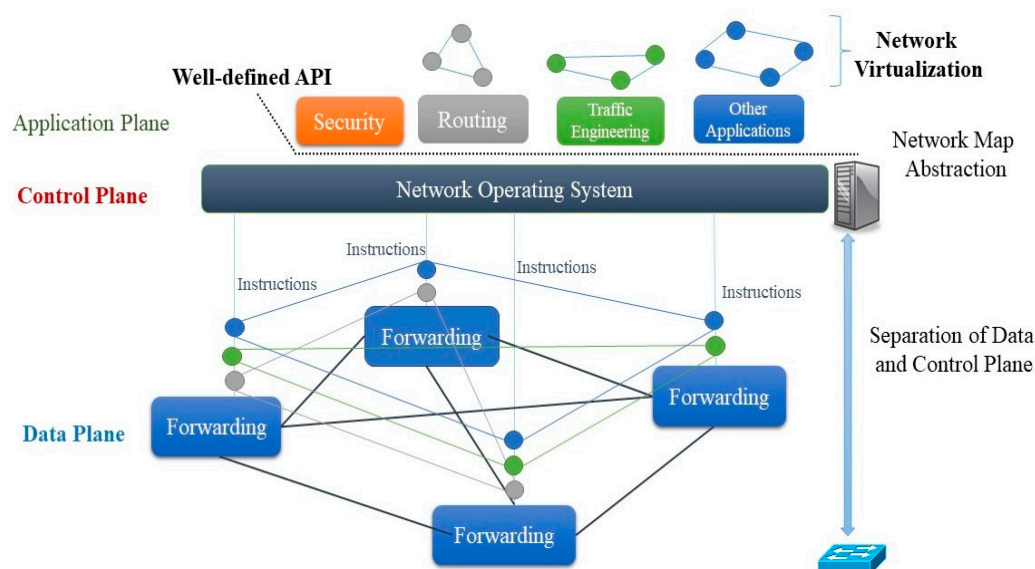 Network
Virtualization
Well-defined API
Application Plane
Security
Routing
Traffic
Engineering
Other
Applications
Network Map
Abstraction
Control Plane
Network Operating System
Instructions
Instructions
Instructions
Instructions
Forwarding
Separation of Data
and Control Plane
Forwarding
Forwarding
Data Plane
Forwarding